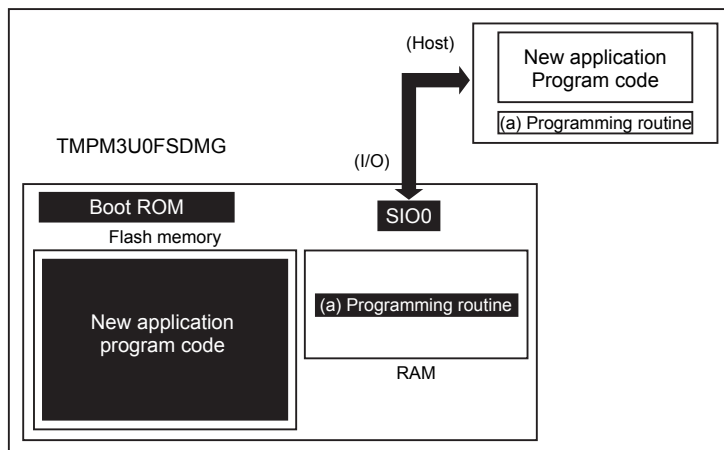 (Host)
New application
Program code
(a) Programming routine
TMPM3U0FSDMG
(I/O)
Boot ROM
SIO0
Flash memory
New application
program code
(a) Programming routine
RAM